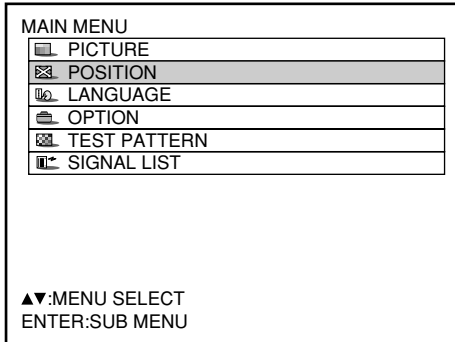 MAIN MENU
PICTURE
POSITION
LANGUAGE
OPTION
TEST PATTERN
SIGNAL LIST
▲▼:MENU SELECT
ENTER:SUB MENU